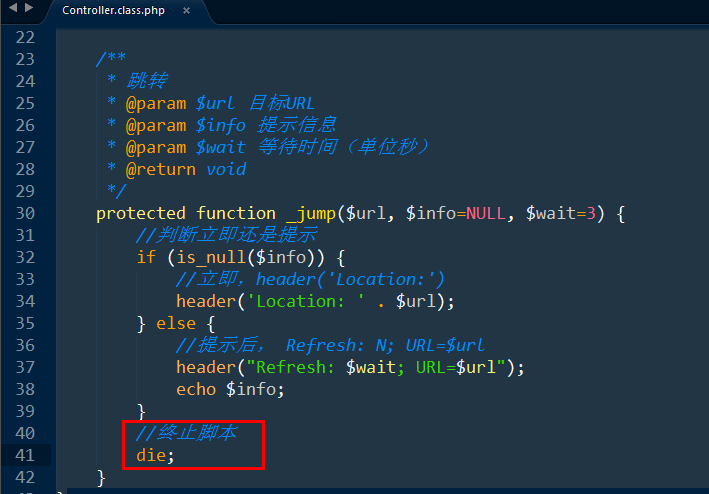 Controller.class.php ×
22
23 /**
24 * 跳转
25 * @param $url 目标URL
26 * @param $info 提示信息
27 * @param $wait 等待时间（单位秒）
28 * @return void
29 */
30 protected function _jump($url, $info=NULL, $wait=3) {
31 //判断立即还是提示
32 if (is_null($info)) {
33 //立即，header('Location:')
34 header('Location: ' . $url);
35 } else {
36 //提示后， Refresh: N; URL=$url
37 header("Refresh: $wait; URL=$url");
38 echo $info;
39 }
40 //终止脚本
41 die;
42 }